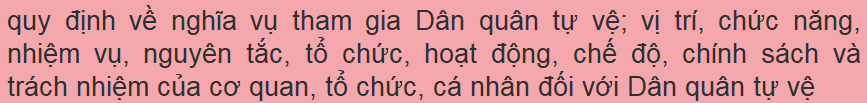 quy định về nghĩa vụ tham gia Dân quân tự vệ; vị trí, chức năng,
nhiệm vụ, nguyên tắc, tổ chức, hoạt động, chế độ, chính sách và
trách nhiệm của cơ quan, tổ chức, cá nhân đối với Dân quân tự vệ